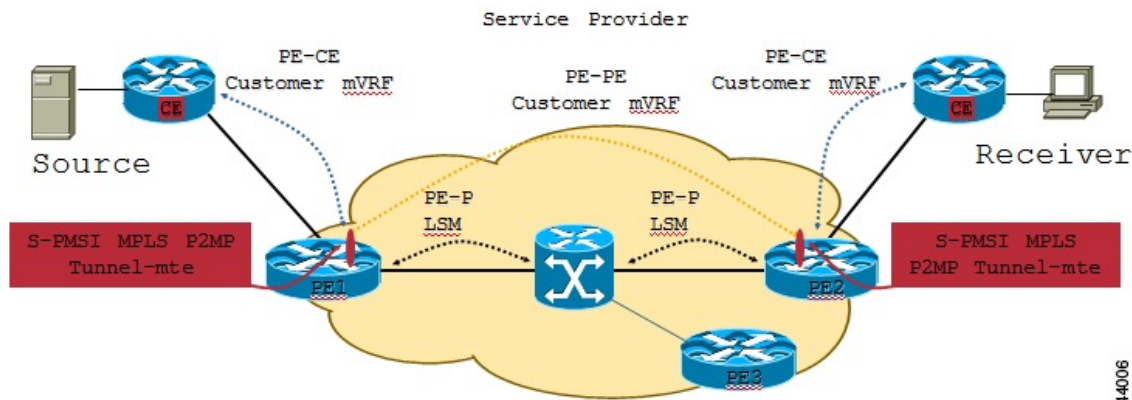 Service Provider
PE-CE
Customer mVRF
PE-PE
Customer mVRF
PE-CE
Customer mVRF
CE
CE
Source
Receiver
PE-P
LSM
PE-P
LSM
S-PMSI MPLS P2MP
Tunnel-mte
S-PMSI MPLS
P2MP Tunnel-mte
PE1
PE2
PE3